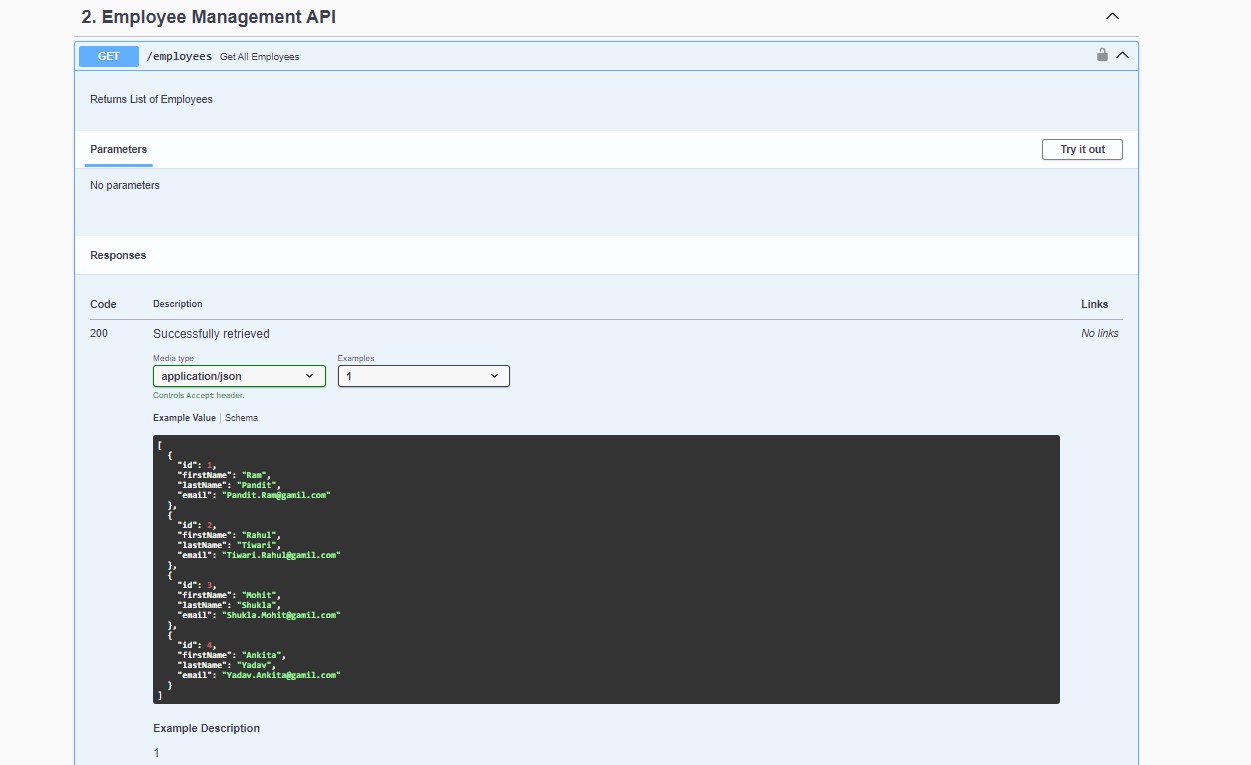 2. Employee Management API
GET /employees Get All Employees
Returns List of Employees
Parameters
Try it out
No parameters
Responses
Code Description Links
200 Successfully retrieved No links
Media type Examples
application/json 1
Controls Accept header.
Example Value | Schema
[
{
"id": 1,
"firstName": "Ram",
"lastName": "Pandit",
"email": "Pandit.Ram@gamil.com"
},
{
"id": 2,
"firstName": "Rahul",
"lastName": "Tiwari",
"email": "Tiwari.Rahul@gamil.com"
},
{
"id": 3,
"firstName": "Mohit",
"lastName": "Shukla",
"email": "Shukla.Mohit@gamil.com"
},
{
"id": 4,
"firstName": "Ankita",
"lastName": "Yadav",
"email": "Yadav.Ankita@gamil.com"
}
]
Example Description
1